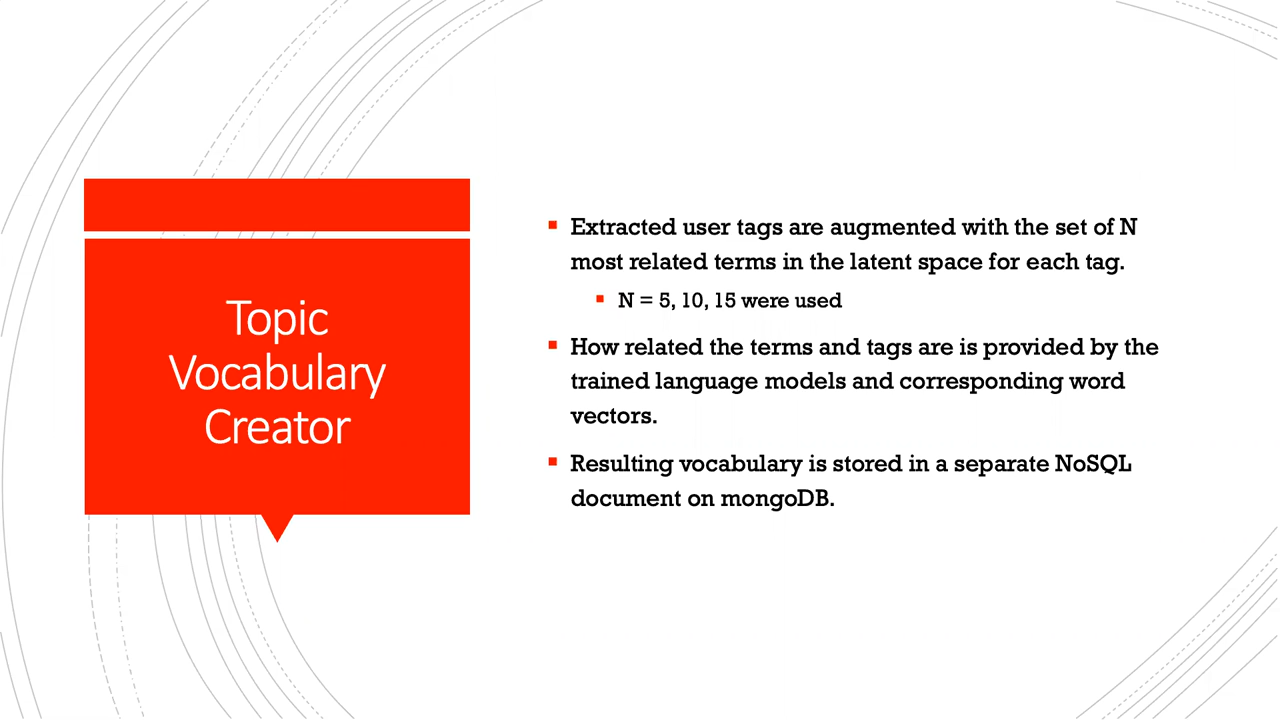 Topic
Vocabulary
Creator
Extracted user tags are augmented with the set of N
most related terms in the latent space for each tag.
N = 5, 10, 15 were used
How related the terms and tags are is provided by the
trained language models and corresponding word
vectors.
Resulting vocabulary is stored in a separate NoSQL
document on mongoDB.